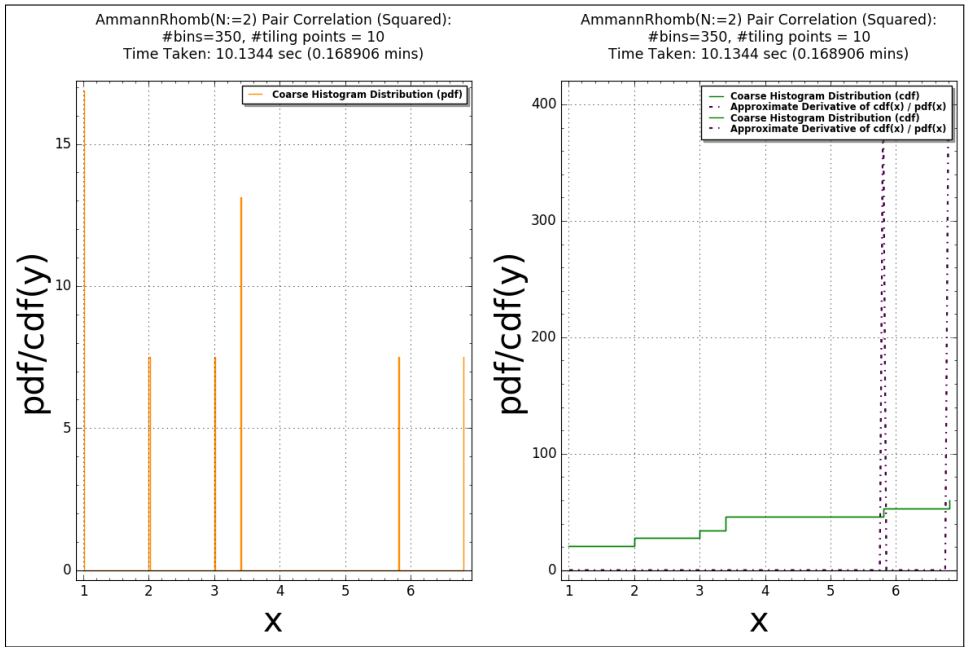 AmmannRhomb(N:=2) Pair Correlation (Squared):
#bins=350, #tiling points = 10
Time Taken: 10.1344 sec (0.168906 mins)
Coarse Histogram Distribution (pdf)
pdf/cdf(y)
15
10
5
0
1 2 3 4 5 6
x
AmmannRhomb(N:=2) Pair Correlation (Squared):
#bins=350, #tiling points = 10
Time Taken: 10.1344 sec (0.168906 mins)
Coarse Histogram Distribution (cdf)
Approximate Derivative of cdf(x) / pdf(x)
Coarse Histogram Distribution (cdf)
Approximate Derivative of cdf(x) / pdf(x)
pdf/cdf(y)
400
300
200
100
0
1 2 3 4 5 6
x